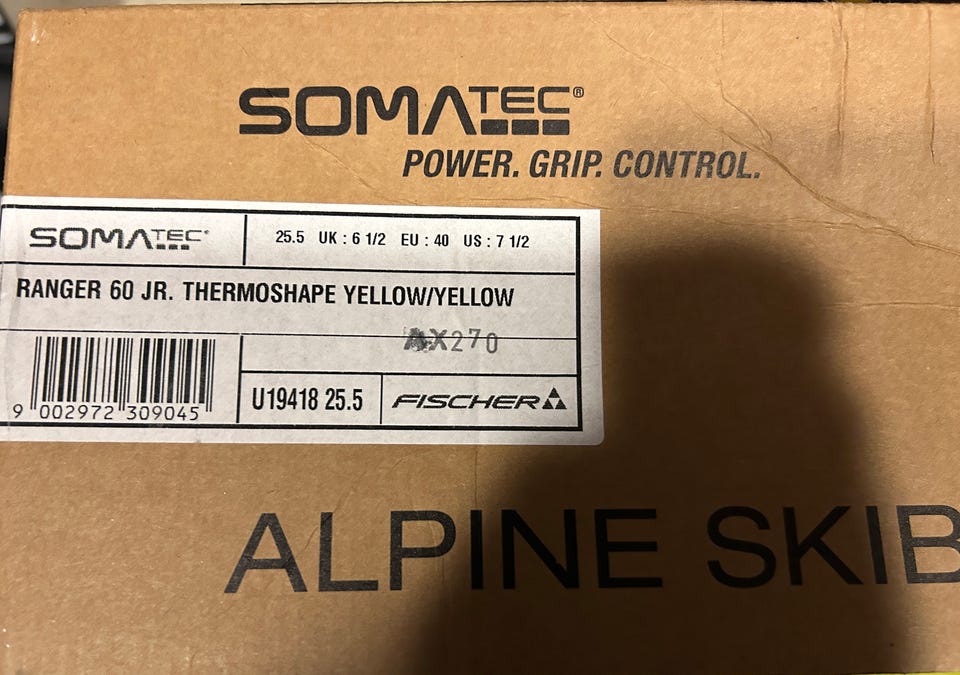 SOMATEC®
POWER. GRIP. CONTROL.
SOMATEC®
25.5 UK : 6 1/2 EU : 40 US : 7 1/2
RANGER 60 JR. THERMOSHAPE YELLOW/YELLOW
AX270
9 002972 309045
U19418 25.5
FISCHER
ALPINE SKIB